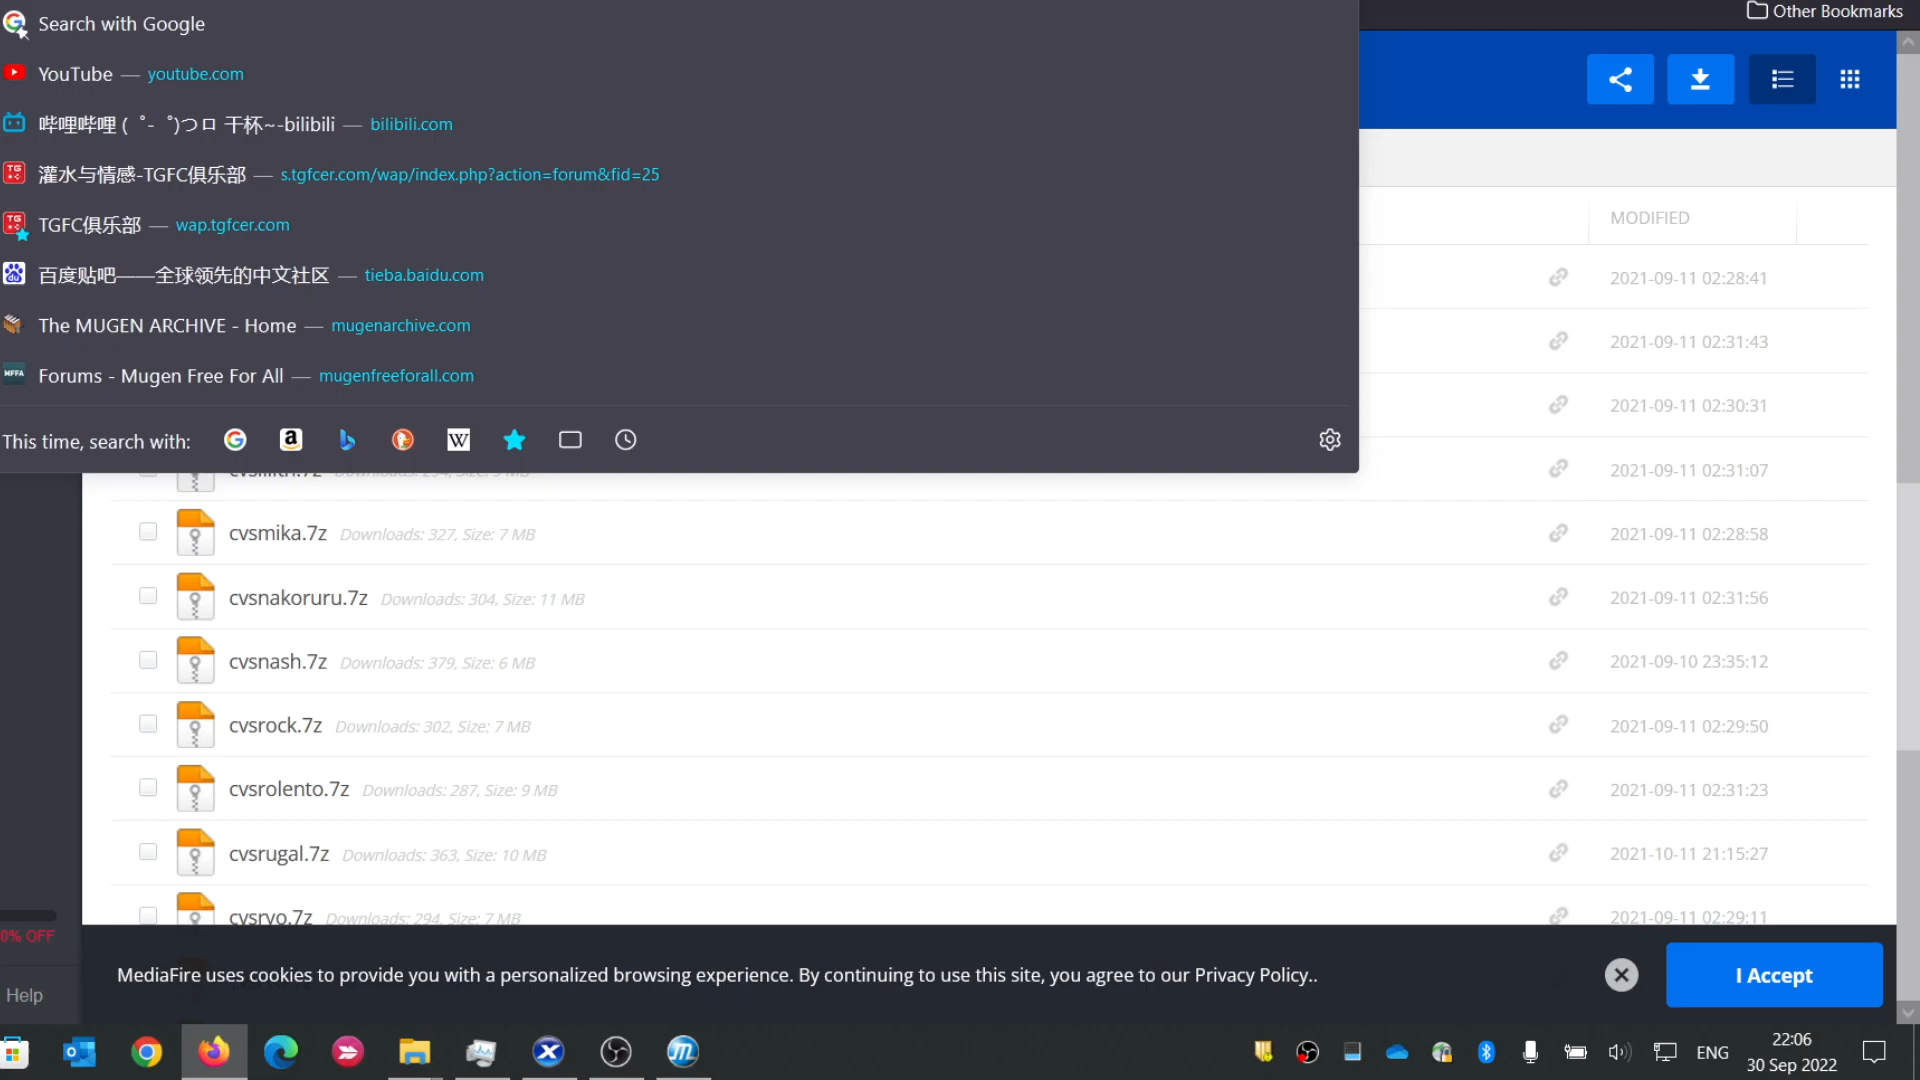 Search with Google
Other Bookmarks
YouTube — youtube.com
哔哩哔哩 (゜-゜)つロ 干杯~-bilibili — bilibili.com
灌水与情感-TGFC俱乐部 — s.tgfcer.com/wap/index.php?action=forum&fid=25
TGFC俱乐部 — wap.tgfcer.com
百度贴吧——全球领先的中文社区 — tieba.baidu.com
The MUGEN ARCHIVE - Home — mugenarchive.com
Forums - Mugen Free For All — mugenfreeforall.com
This time, search with:
MODIFIED
2021-09-11 02:28:41
2021-09-11 02:31:43
2021-09-11 02:30:31
2021-09-11 02:31:07
cvsmika.7z Downloads: 327, Size: 7 MB 2021-09-11 02:28:58
cvsnakoruru.7z Downloads: 304, Size: 11 MB 2021-09-11 02:31:56
cvsnash.7z Downloads: 379, Size: 6 MB 2021-09-10 23:35:12
cvsrock.7z Downloads: 302, Size: 7 MB 2021-09-11 02:29:50
cvsrolento.7z Downloads: 287, Size: 9 MB 2021-09-11 02:31:23
cvsrugal.7z Downloads: 363, Size: 10 MB 2021-10-11 21:15:27
cvsryo.7z Downloads: 294, Size: 7 MB 2021-09-11 02:29:11
0% OFF
Help
MediaFire uses cookies to provide you with a personalized browsing experience. By continuing to use this site, you agree to our Privacy Policy..
I Accept
ENG
22:06
30 Sep 2022